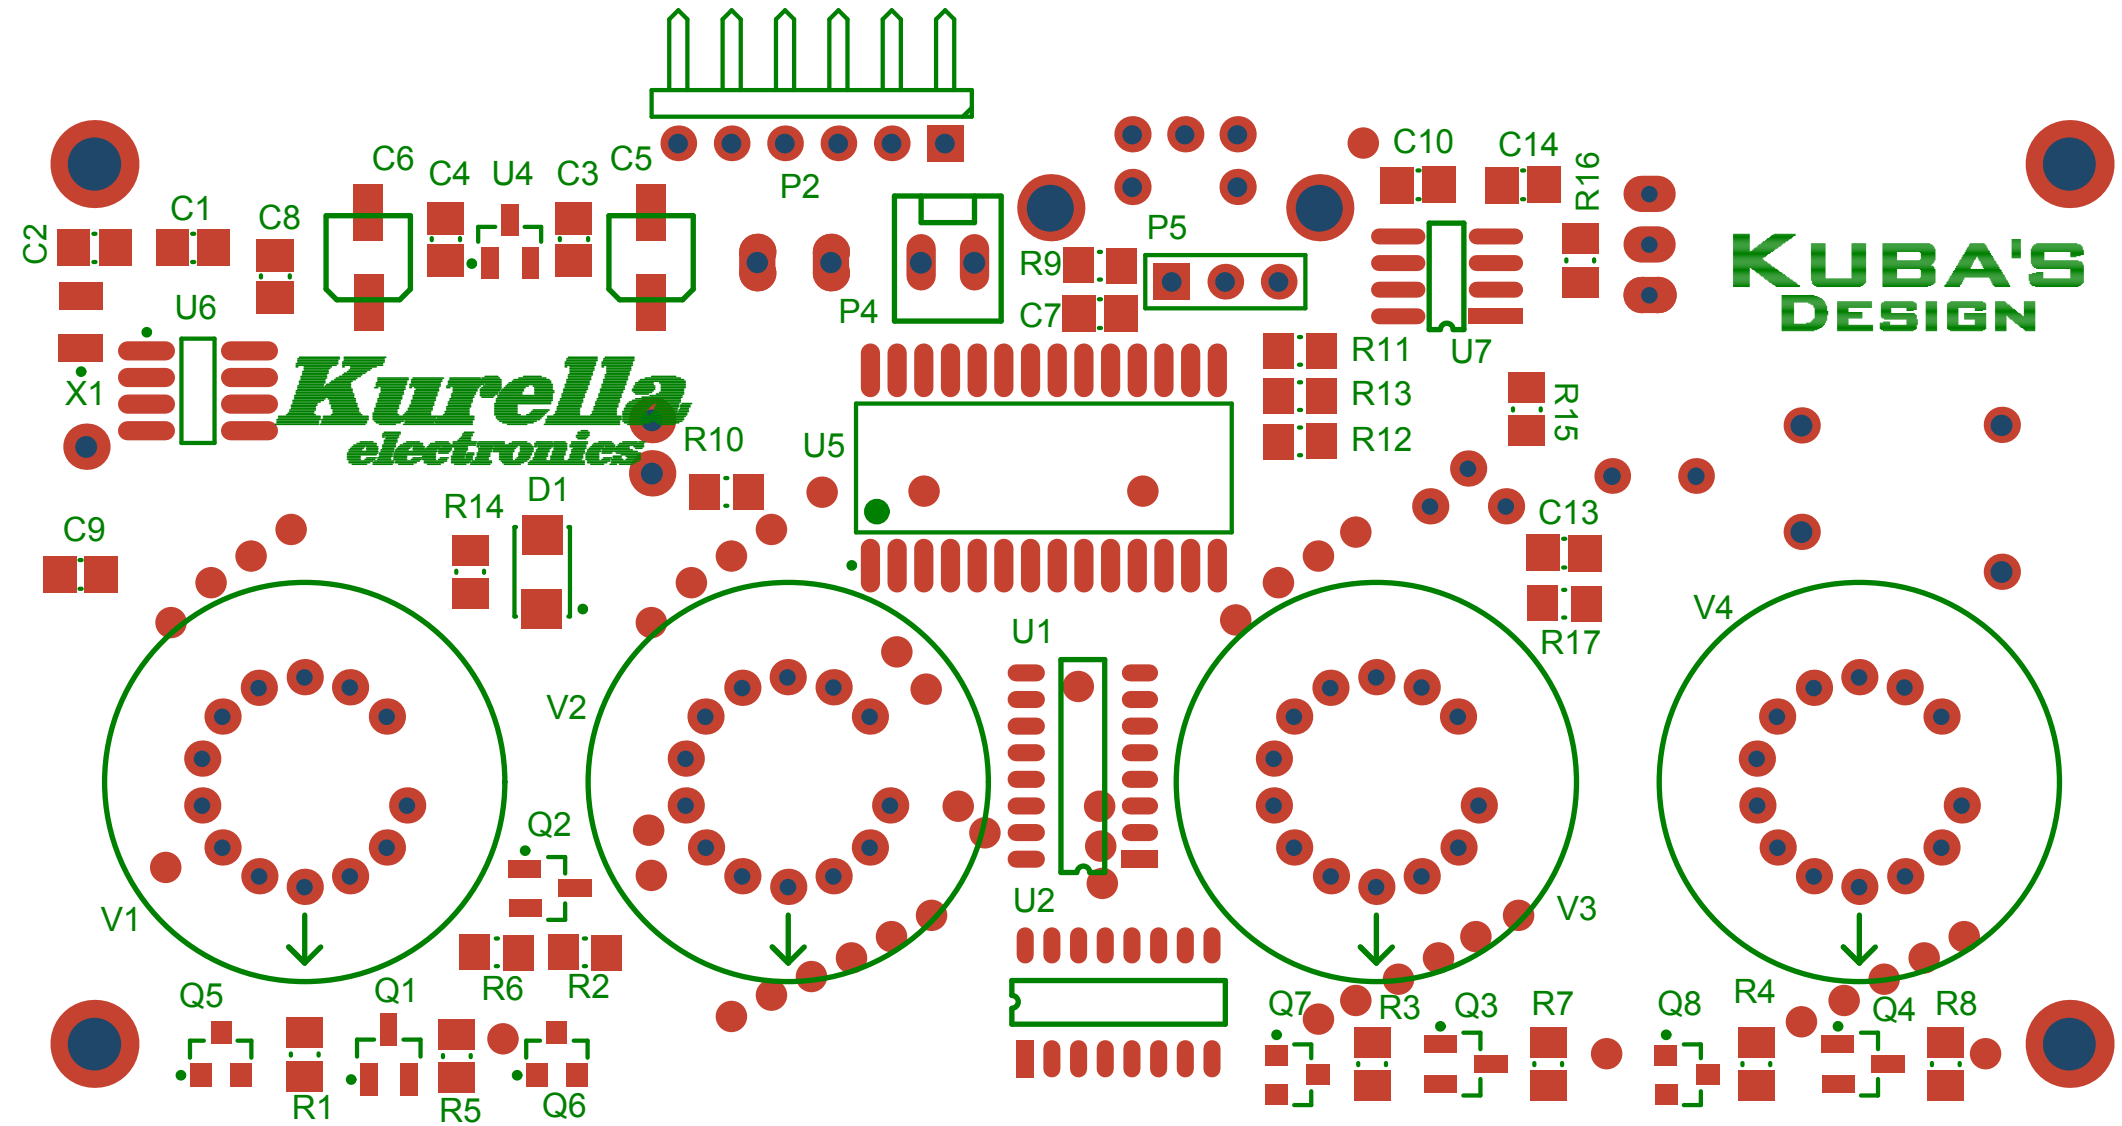 C10
C14
C6
C4
U4
C3
C5
P2
R16
C1
C8
C2
P5
KUBA'S
DESIGN
R9
U6
P4
C7
U7
X1
Kurella
electronics
R11
R13
R12
R15
R10
U5
D1
R14
C9
C13
R17
V4
U1
V2
Q2
U2
V1
V3
R6
R2
Q5
Q1
Q7
R3
Q3
R7
Q8
R4
Q4
R8
R1
R5
Q6